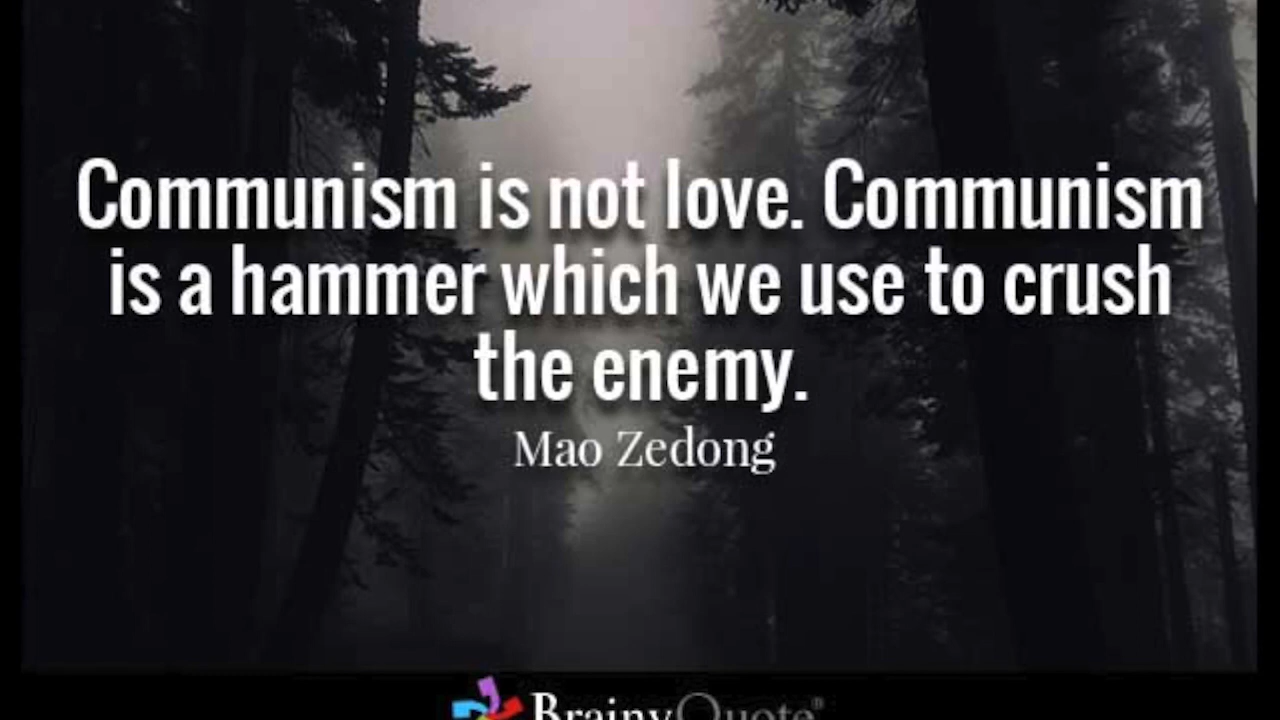 Communism is not love. Communism
is a hammer which we use to crush
the enemy.
Mao Zedong
BrainyQuote®